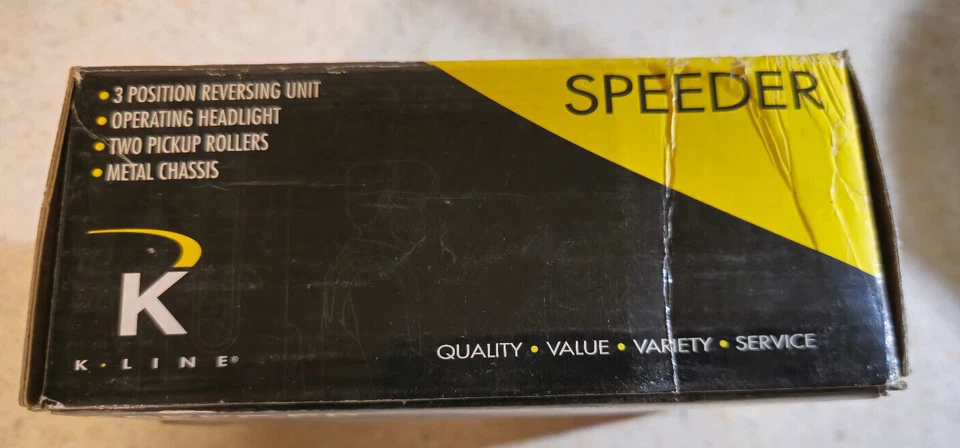 SPEEDER
• 3 POSITION REVERSING UNIT
• OPERATING HEADLIGHT
• TWO PICKUP ROLLERS
• METAL CHASSIS
K
K • LINE®
QUALITY • VALUE • VARIETY • SERVICE